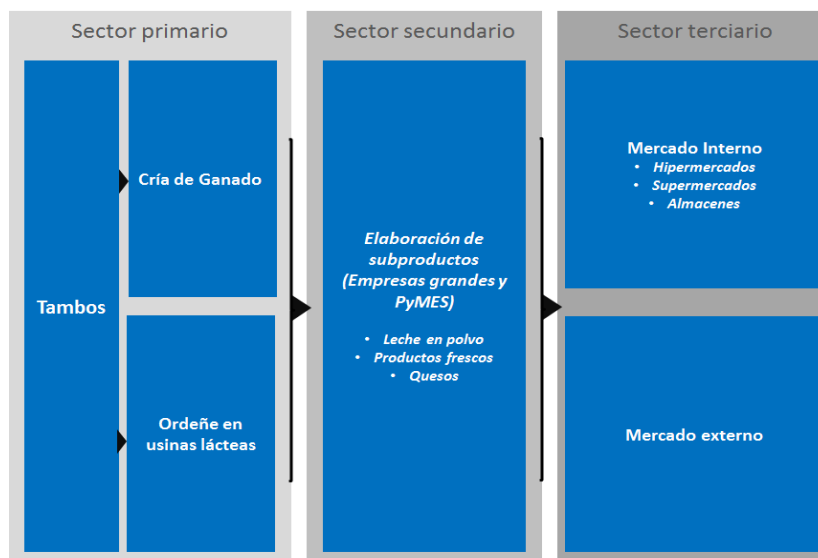 Sector primario
Sector secundario
Sector terciario
Tambos
Cría de Ganado
Ordeñe en
usinas lácteas
Elaboración de
subproductos
(Empresas grandes y
PyMES)
• Leche en polvo
• Productos frescos
• Quesos
Mercado Interno
• Hipermercados
• Supermercados
• Almacenes
Mercado externo